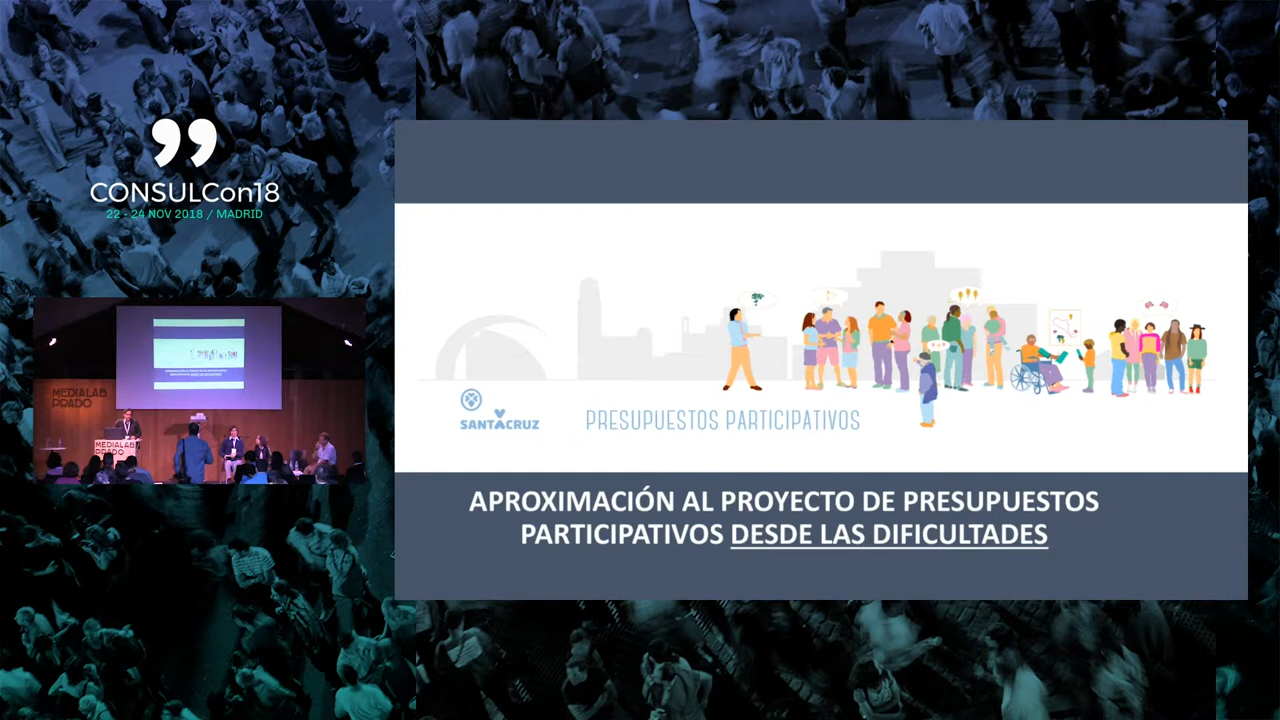 CONSULCon18
22 - 24 NOV 2018 / MADRID
MEDIALAB
PRADO
MEDIALAB
PRADO
SANTACRUZ
PRESUPUESTOS PARTICIPATIVOS
APROXIMACIÓN AL PROYECTO DE PRESUPUESTOS
PARTICIPATIVOS DESDE LAS DIFICULTADES